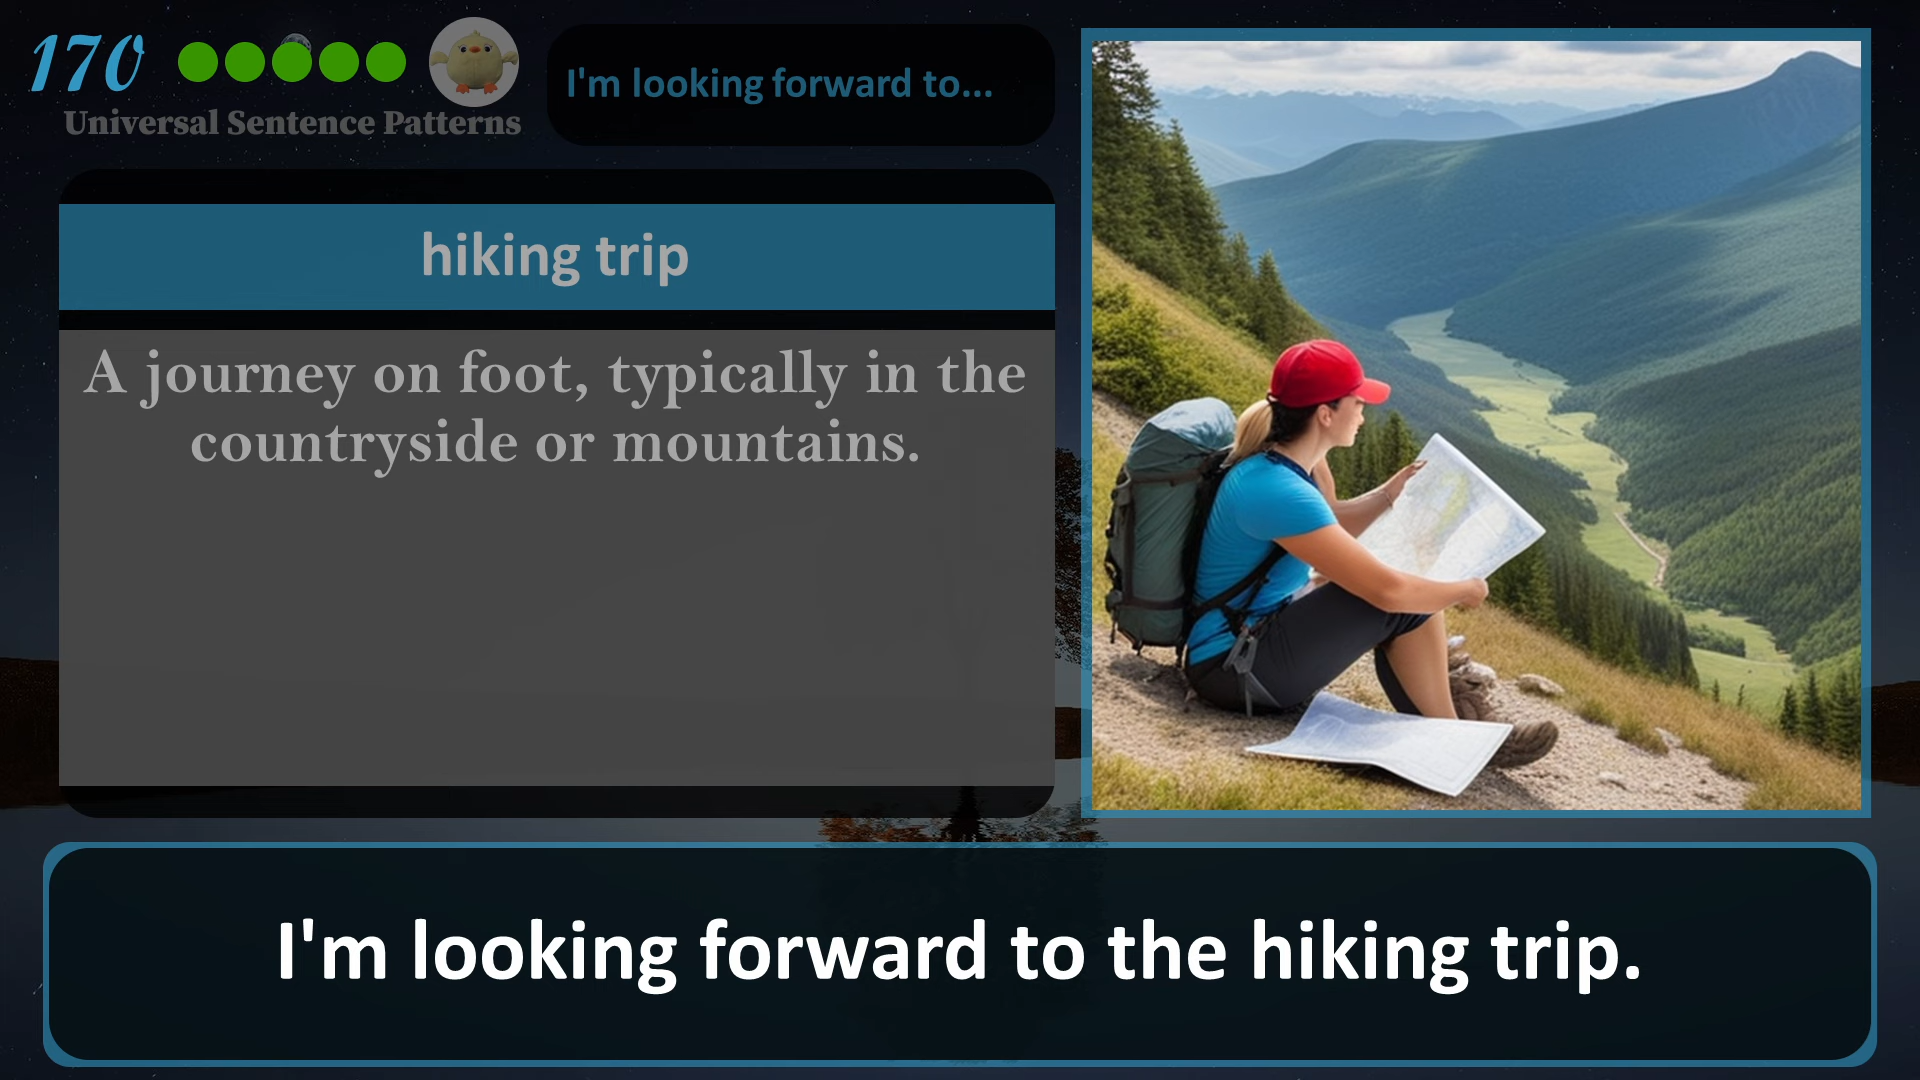 170
Universal Sentence Patterns
I'm looking forward to...
hiking trip
A journey on foot, typically in the
countryside or mountains.
I'm looking forward to the hiking trip.